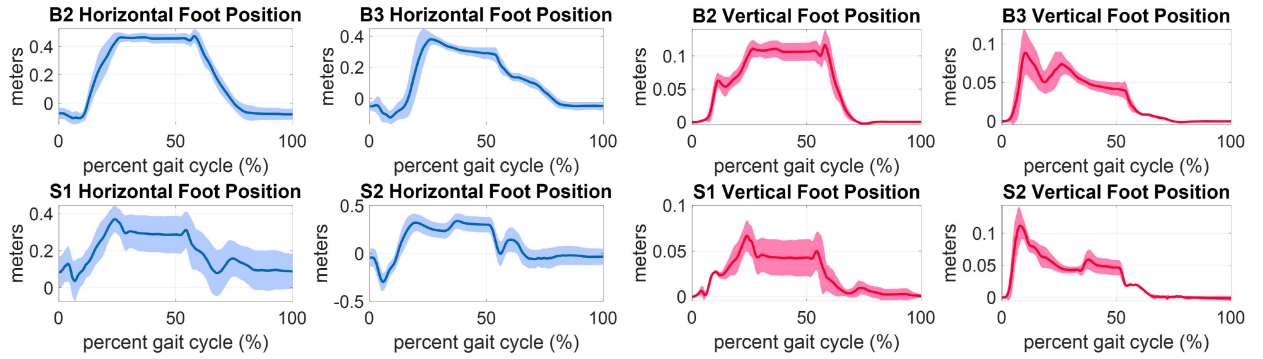 B2 Horizontal Foot Position
meters
0.4
0.2
0
0
50
100
percent gait cycle (%)
B3 Horizontal Foot Position
meters
0.4
0.2
0
0
50
100
percent gait cycle (%)
B2 Vertical Foot Position
meters
0.1
0.05
0
0
50
100
percent gait cycle (%)
B3 Vertical Foot Position
meters
0.1
0.05
0
0
50
100
percent gait cycle (%)
S1 Horizontal Foot Position
meters
0.4
0.2
0
0
50
100
percent gait cycle (%)
S2 Horizontal Foot Position
meters
0.5
0
-0.5
0
50
100
percent gait cycle (%)
S1 Vertical Foot Position
meters
0.1
0.05
0
0
50
100
percent gait cycle (%)
S2 Vertical Foot Position
meters
0.1
0.05
0
0
50
100
percent gait cycle (%)